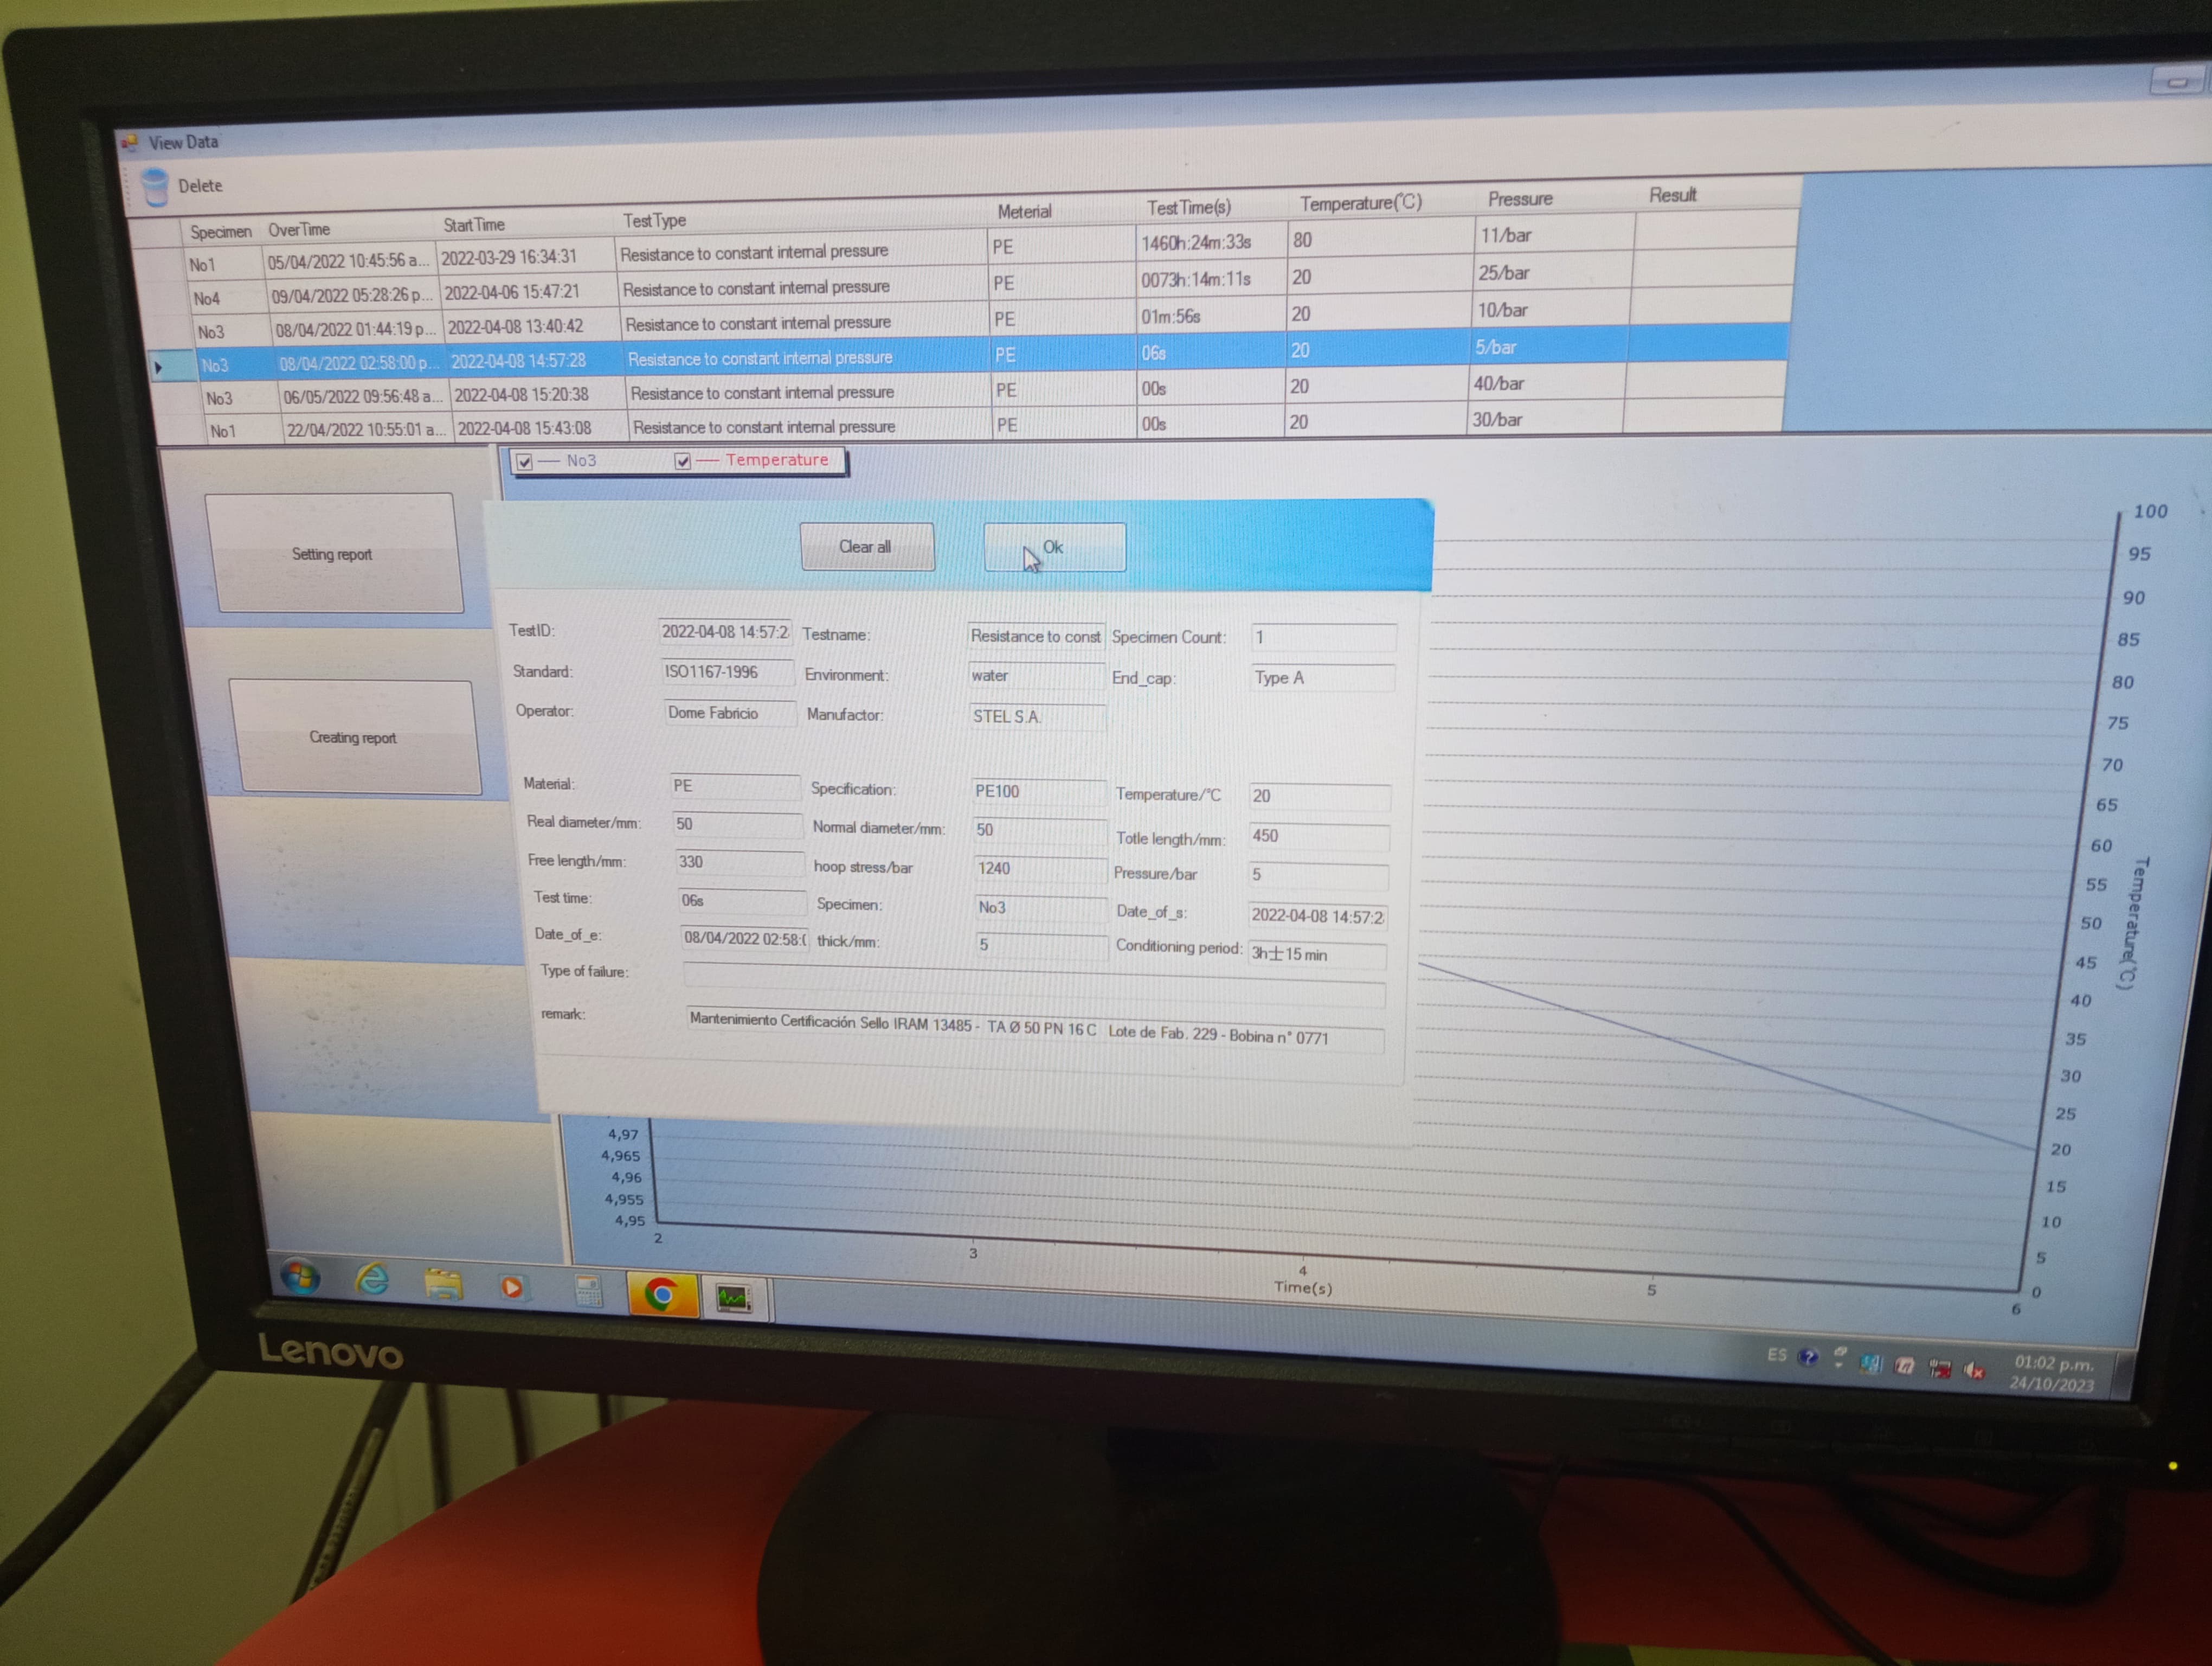 View Data
Delete
Specimen OverTime StartTime TestType Meterial TestTime(s) Temperature(℃) Pressure Result
No1 05/04/2022 10:45:56 a... 2022-03-29 16:34:31 Resistance to constant internal pressure PE 1460h:24m:33s 80 11/bar
No4 09/04/2022 05:28:26 p... 2022-04-06 15:47:21 Resistance to constant internal pressure PE 0073h:14m:11s 20 25/bar
No3 08/04/2022 01:44:19 p... 2022-04-08 13:40:42 Resistance to constant internal pressure PE 01m:56s 20 10/bar
No3 08/04/2022 02:58:00 p... 2022-04-08 14:57:28 Resistance to constant internal pressure PE 06s 20 5/bar
No3 06/05/2022 09:56:48 a... 2022-04-08 15:20:38 Resistance to constant internal pressure PE 00s 20 40/bar
No1 22/04/2022 10:55:01 a... 2022-04-08 15:43:08 Resistance to constant internal pressure PE 00s 20 30/bar
No3 Temperature
Setting report
Creating report
Clear all Ok
TestID: 2022-04-08 14:57:2 Testname: Resistance to const Specimen Count: 1
Standard: ISO1167-1996 Environment: water End_cap: Type A
Operator: Dome Fabricio Manufactor: STEL S.A.
Material: PE Specification: PE100 Temperature/℃ 20
Real diameter/mm: 50 Normal diameter/mm: 50 Totle length/mm: 450
Free length/mm: 330 hoop stress/bar 1240 Pressure/bar 5
Test time: 06s Specimen: No3 Date_of_s: 2022-04-08 14:57:2
Date_of_e: 08/04/2022 02:58:( thick/mm: 5 Conditioning period: 3h±15 min
Type of failure:
remark: Mantenimiento Certificación Sello IRAM 13485 - TA Ø 50 PN 16 C Lote de Fab. 229 - Bobina n° 0771
100
95
90
85
80
75
70
65
60
55
50
45
40
35
30
25
20
15
10
5
0
Temperature(℃)
4,97
4,965
4,96
4,955
4,95
2 3 4 5 6
Time(s)
ES
01:02 p.m.
24/10/2023
Lenovo